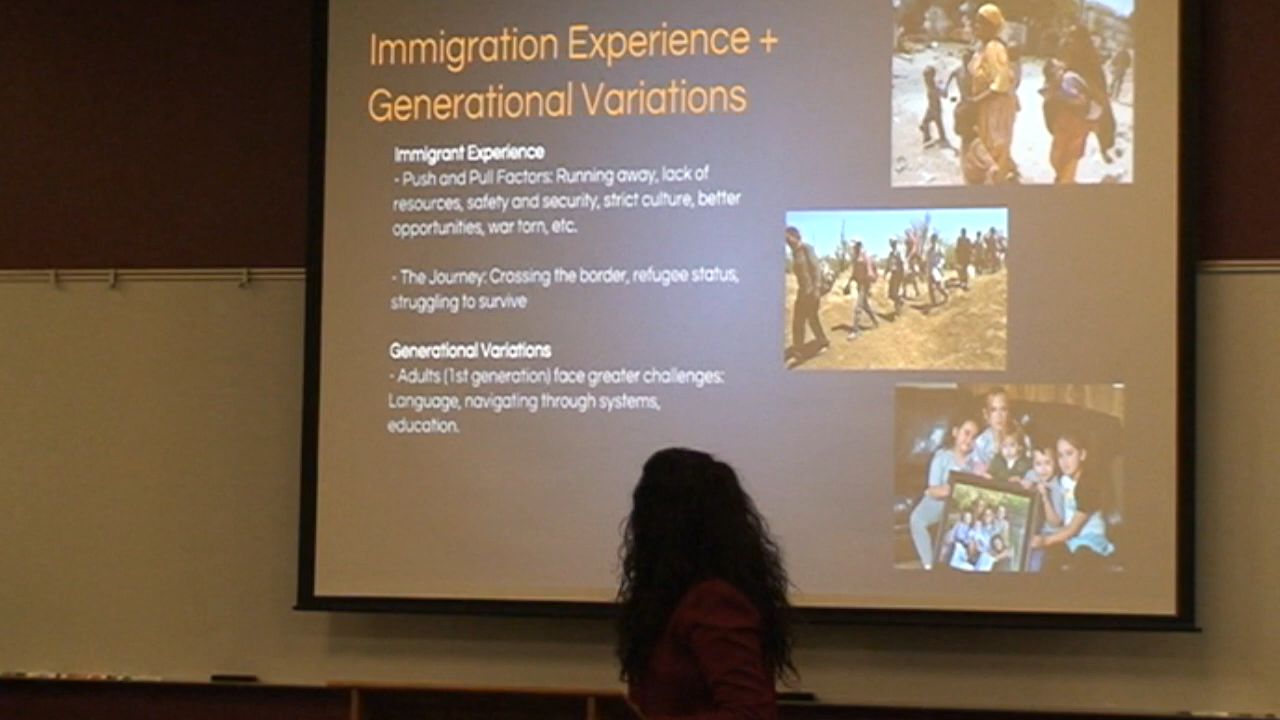 Immigration Experience +
Generational Variations
Immigrant Experience
- Push and Pull Factors: Running away, lack of
resources, safety and security, strict culture, better
opportunities, war torn, etc.
- The Journey: Crossing the border, refugee status,
struggling to survive
Generational Variations
- Adults (1st generation) face greater challenges:
Language, navigating through systems,
education.